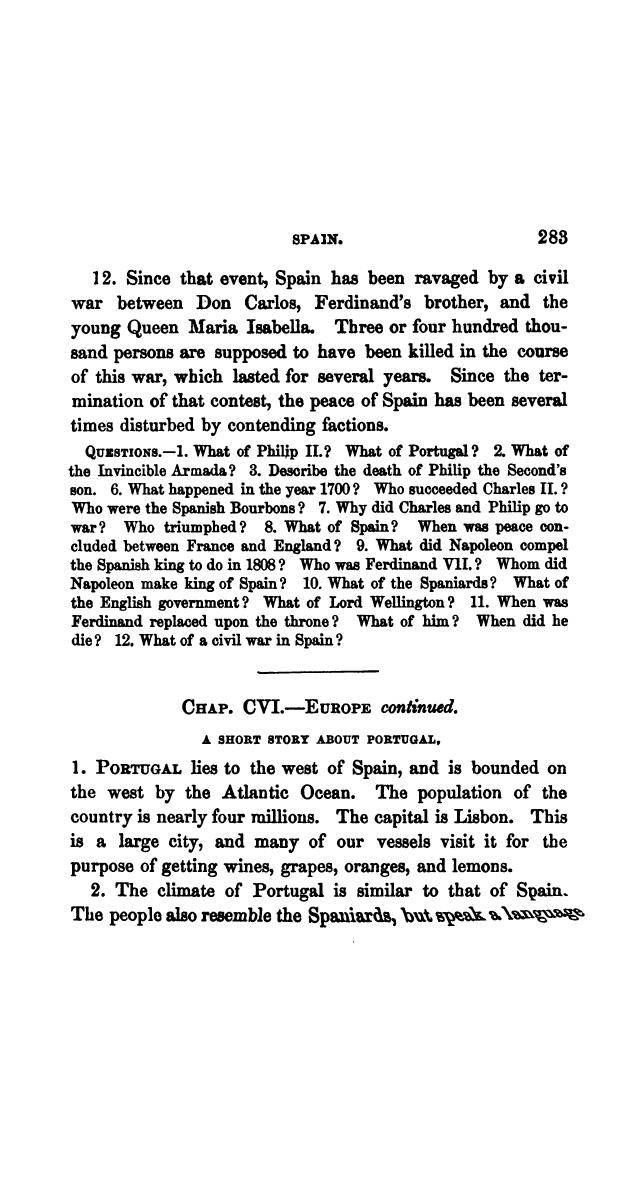 SPAIN. 283
12. Since that event, Spain has been ravaged by a civil
war between Don Carlos, Ferdinand's brother, and the
young Queen Maria Isabella. Three or four hundred thou-
sand persons are supposed to have been killed in the course
of this war, which lasted for several years. Since the ter-
mination of that contest, the peace of Spain has been several
times disturbed by contending factions.
QUESTIONS.—1. What of Philip II.? What of Portugal? 2. What of
the Invincible Armada? 3. Describe the death of Philip the Second's
son. 6. What happened in the year 1700? Who succeeded Charles II.?
Who were the Spanish Bourbons? 7. Why did Charles and Philip go to
war? Who triumphed? 8. What of Spain? When was peace con-
cluded between France and England? 9. What did Napoleon compel
the Spanish king to do in 1808? Who was Ferdinand VII.? Whom did
Napoleon make king of Spain? 10. What of the Spaniards? What of
the English government? What of Lord Wellington? 11. When was
Ferdinand replaced upon the throne? What of him? When did he
die? 12. What of a civil war in Spain?
CHAP. CVI.—EUROPE continued.
A SHORT STORY ABOUT PORTUGAL,
1. PORTUGAL lies to the west of Spain, and is bounded on
the west by the Atlantic Ocean. The population of the
country is nearly four millions. The capital is Lisbon. This
is a large city, and many of our vessels visit it for the
purpose of getting wines, grapes, oranges, and lemons.
2. The climate of Portugal is similar to that of Spain.
The people also resemble the Spaniards, but speak a language